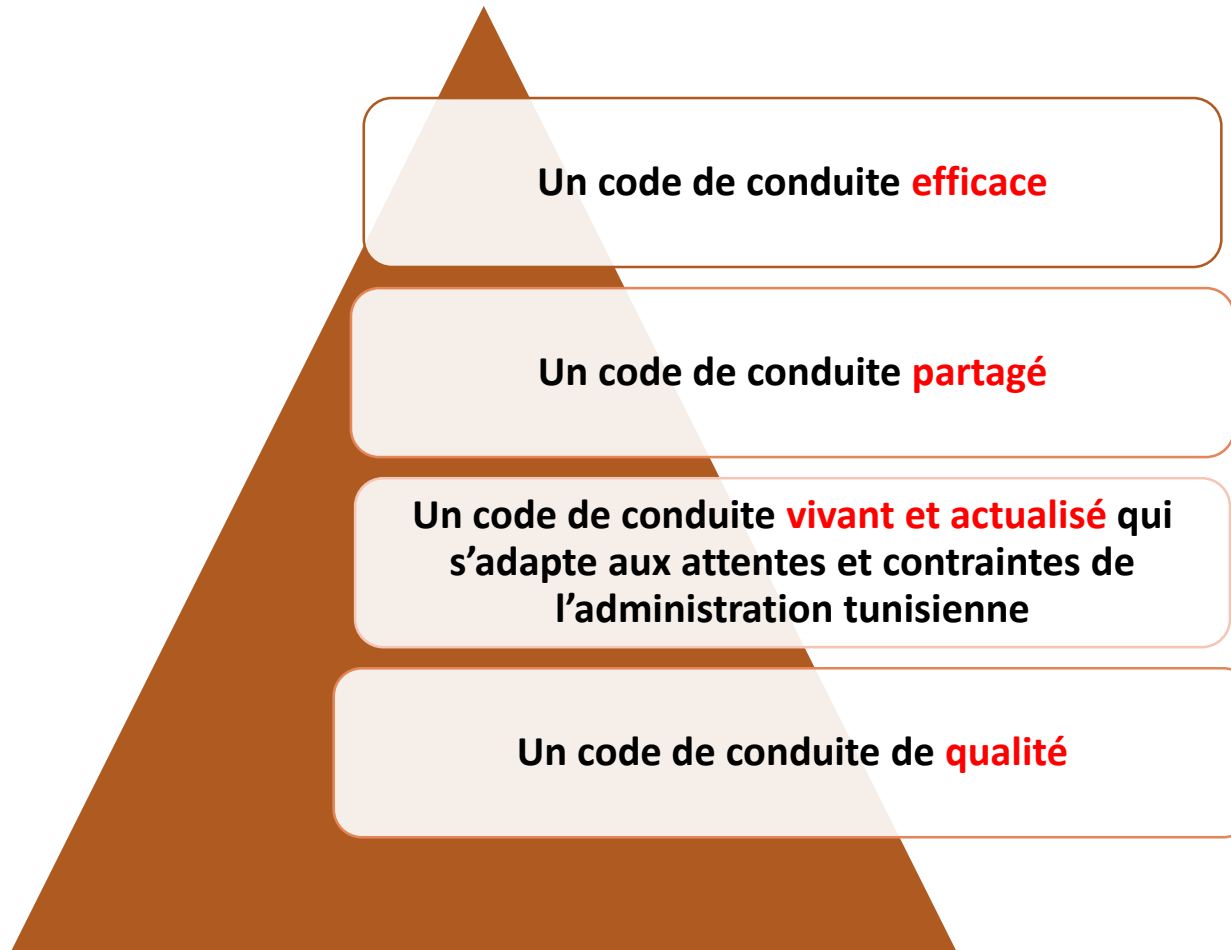 Un code de conduite efficace
Un code de conduite partagé
Un code de conduite vivant et actualisé qui
s’adapte aux attentes et contraintes de
l’administration tunisienne
Un code de conduite de qualité